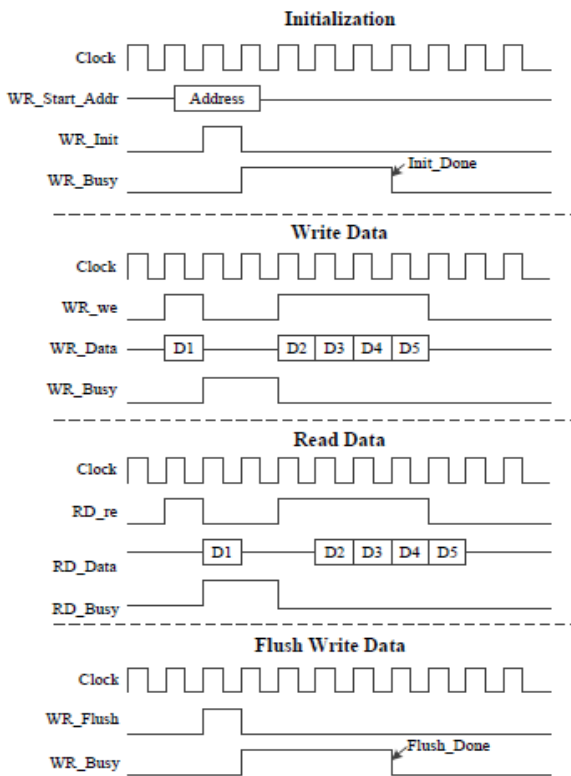 Initialization
Clock
WR_Start_Addr Address
WR_Init
WR_Busy Init_Done
Write Data
Clock
WR_we
WR_Data D1 D2 D3 D4 D5
WR_Busy
Read Data
Clock
RD_re
RD_Data D1 D2 D3 D4 D5
RD_Busy
Flush Write Data
Clock
WR_Flush
WR_Busy Flush_Done